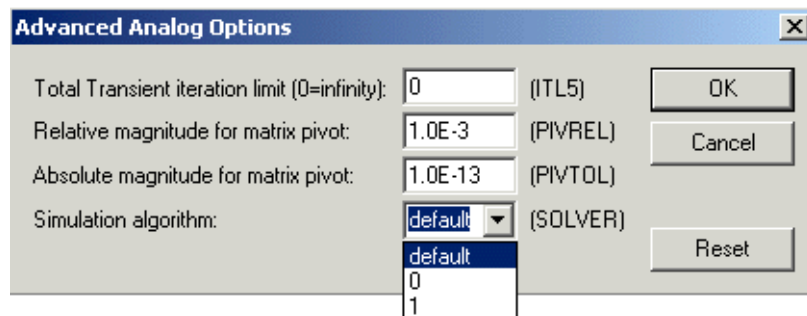 Advanced Analog Options
Total Transient iteration limit (0=infinity): 0 (ITL5)
OK
Relative magnitude for matrix pivot: 1.0E-3 (PIVREL)
Cancel
Absolute magnitude for matrix pivot: 1.0E-13 (PIVTOL)
Simulation algorithm: default (SOLVER)
Reset
default
0
1